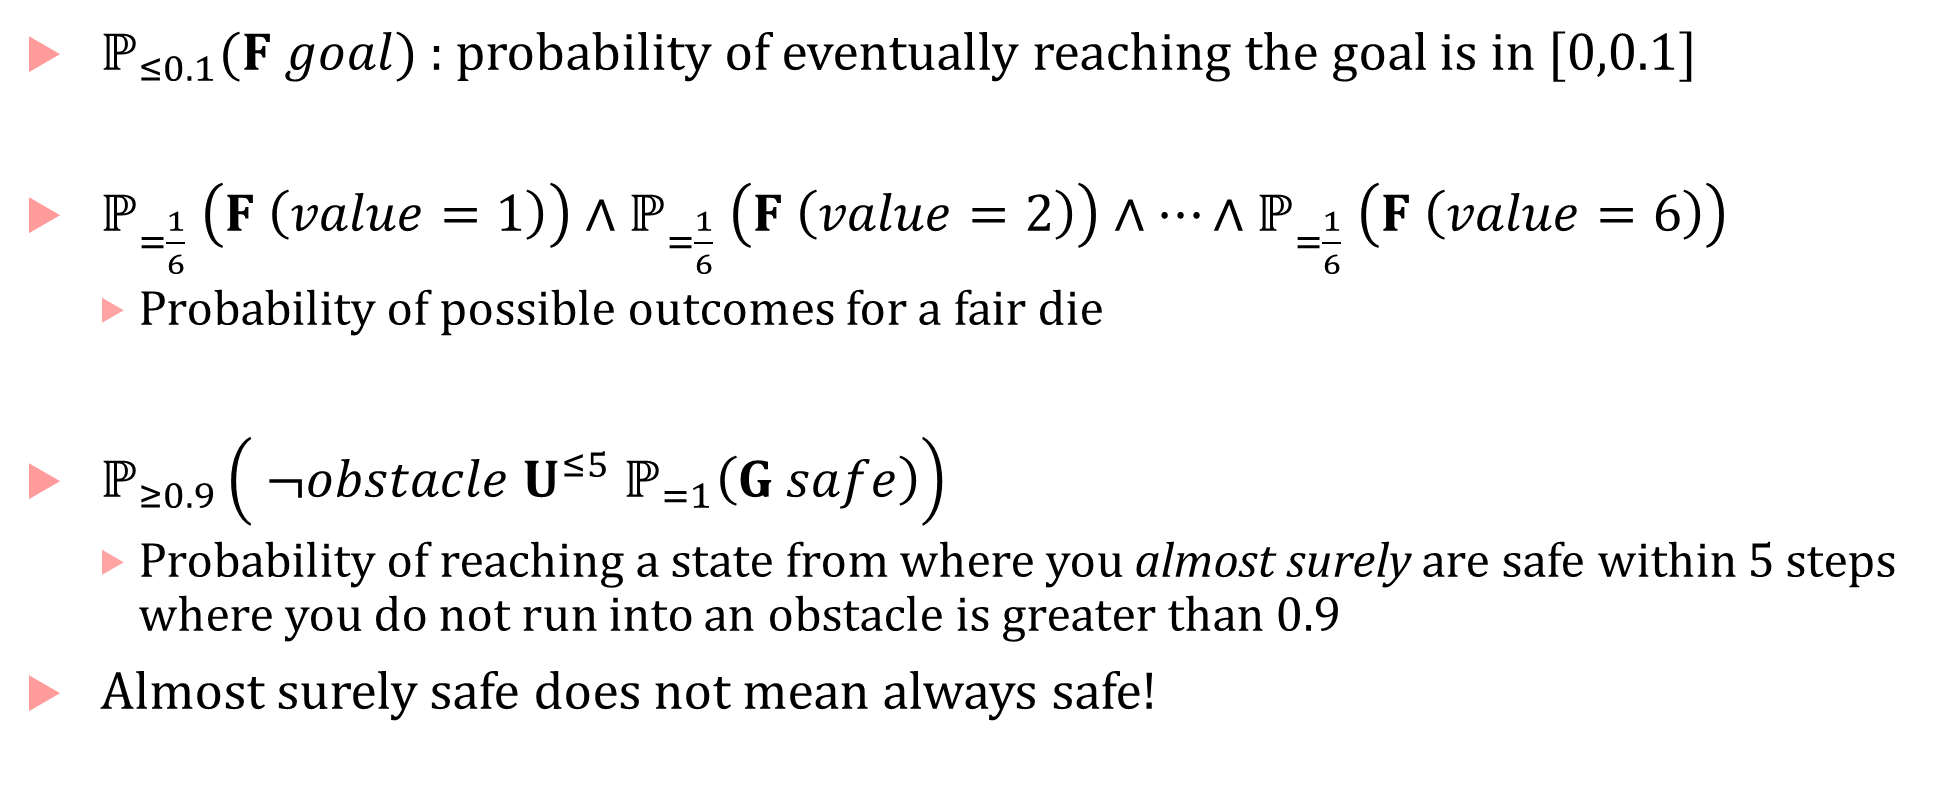 ▶ ℙ≤0.1(𝐅 goal) : probability of eventually reaching the goal is in [0,0.1]
▶ ℙ=1/6 (𝐅 (value = 1)) ∧ ℙ=1/6 (𝐅 (value = 2)) ∧ ⋯ ∧ ℙ=1/6 (𝐅 (value = 6))
▶ Probability of possible outcomes for a fair die
▶ ℙ≥0.9 ( ¬obstacle 𝐔≤5 ℙ=1(𝐆 safe))
▶ Probability of reaching a state from where you almost surely are safe within 5 steps
where you do not run into an obstacle is greater than 0.9
▶ Almost surely safe does not mean always safe!